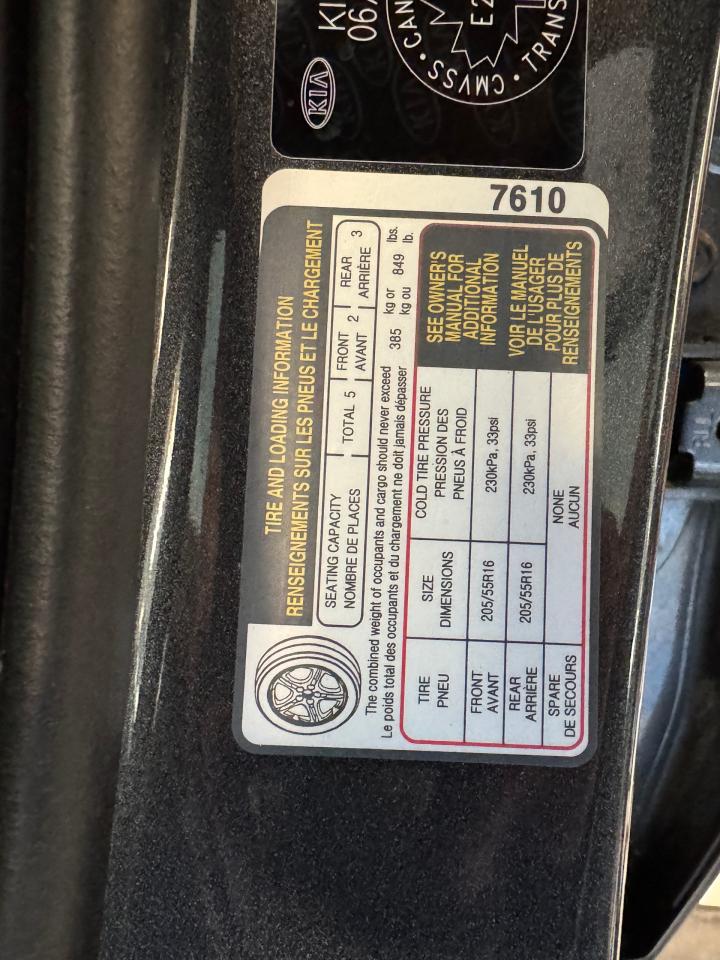 KIA
06
CMVSS • CAN
• TRANS
7610
TIRE AND LOADING INFORMATION
RENSEIGNEMENTS SUR LES PNEUS ET LE CHARGEMENT
SEATING CAPACITY TOTAL 5 FRONT 2 REAR 3
NOMBRE DE PLACES AVANT ARRIÈRE
The combined weight of occupants and cargo should never exceed 385 kg or 849 lbs.
Le poids total des occupants et du chargement ne doit jamais dépasser kg ou lb.
TIRE SIZE COLD TIRE PRESSURE
PNEU DIMENSIONS PRESSION DES
PNEUS À FROID
FRONT 205/55R16 230kPa, 33psi
AVANT
REAR 205/55R16 230kPa, 33psi
ARRIÈRE
SPARE NONE
DE SECOURS AUCUN
SEE OWNER'S
MANUAL FOR
ADDITIONAL
INFORMATION
VOIR LE MANUEL
DE L'USAGER
POUR PLUS DE
RENSEIGNEMENTS